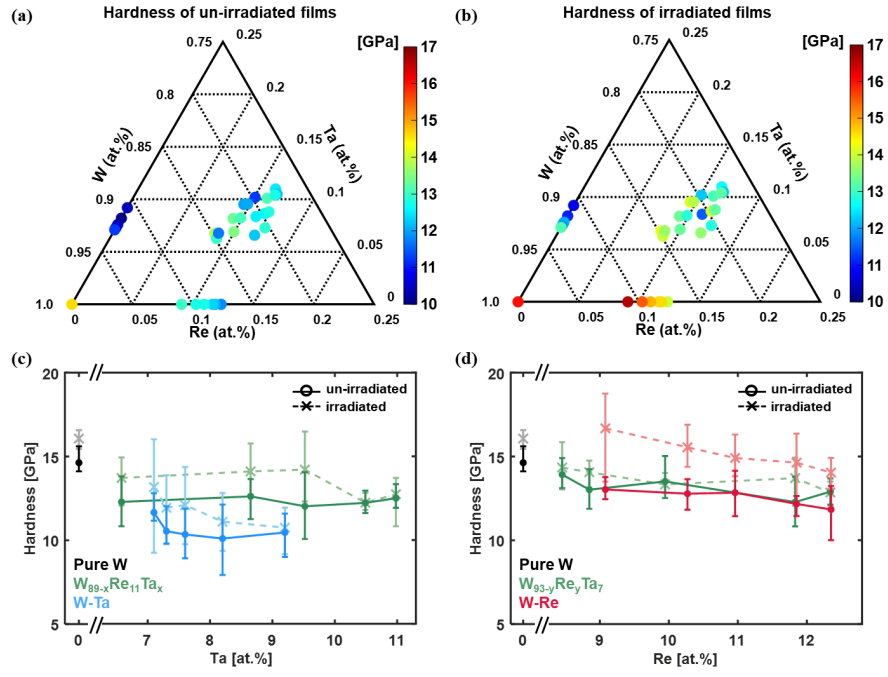 (a)
Hardness of un-irradiated films
[GPa]
0.75
0.25
0.8
0.2
0.85
0.15
0.9
0.1
0.95
0.05
1.0
0
W (at.%)
Ta (at.%)
0
0.05
0.1
0.15
0.2
0.25
Re (at.%)
17
16
15
14
13
12
11
10
(b)
Hardness of irradiated films
[GPa]
0.75
0.25
0.8
0.2
0.85
0.15
0.9
0.1
0.95
0.05
1.0
0
W (at.%)
Ta (at.%)
0
0.05
0.1
0.15
0.2
0.25
Re (at.%)
17
16
15
14
13
12
11
10
(c)
20
15
10
5
Hardness [GPa]
un-irradiated
irradiated
Pure W
W89-xRe11Tax
W-Ta
0
7
8
9
10
11
Ta [at.%]
(d)
20
15
10
5
Hardness [GPa]
un-irradiated
irradiated
Pure W
W93-yReyTa7
W-Re
0
9
10
11
12
Re [at.%]